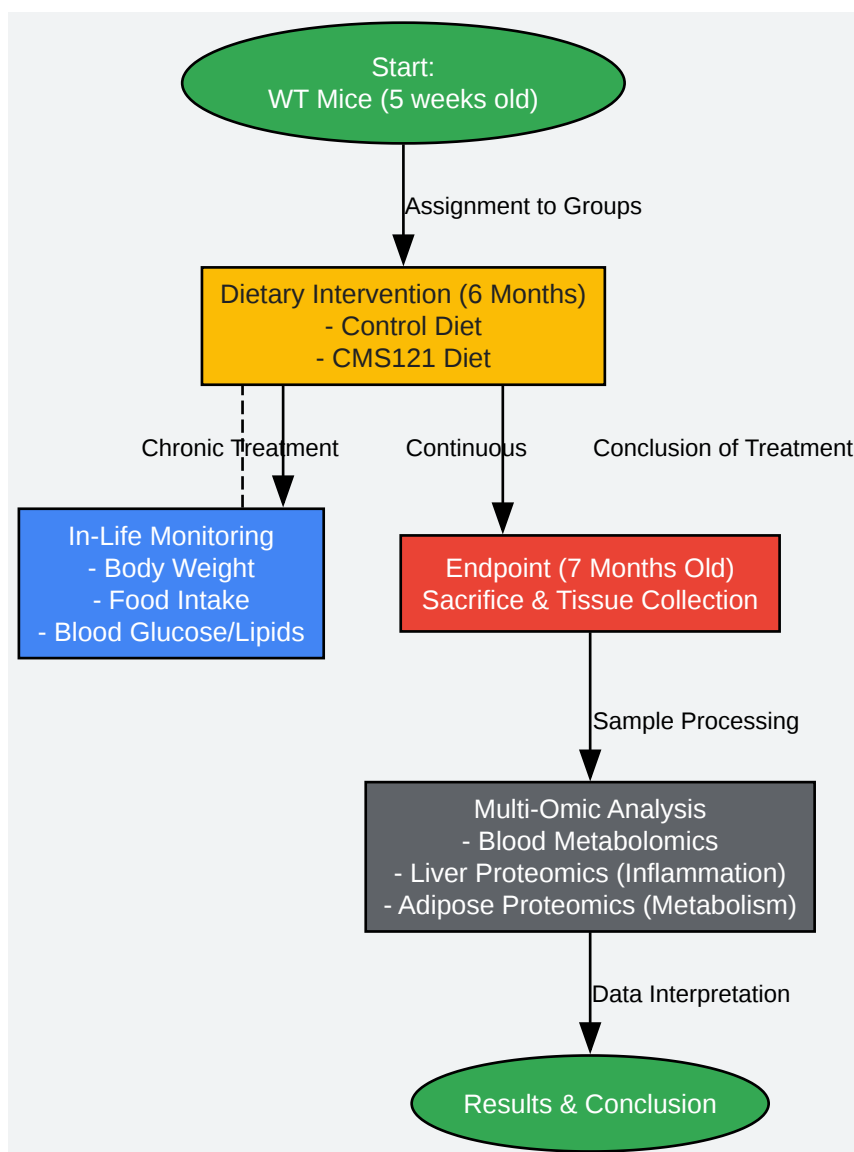 Start:
WT Mice (5 weeks old)
Assignment to Groups
Dietary Intervention (6 Months)
- Control Diet
- CMS121 Diet
Chronic Treatment
Continuous
Conclusion of Treatment
In-Life Monitoring
- Body Weight
- Food Intake
- Blood Glucose/Lipids
Endpoint (7 Months Old)
Sacrifice & Tissue Collection
Sample Processing
Multi-Omic Analysis
- Blood Metabolomics
- Liver Proteomics (Inflammation)
- Adipose Proteomics (Metabolism)
Data Interpretation
Results & Conclusion